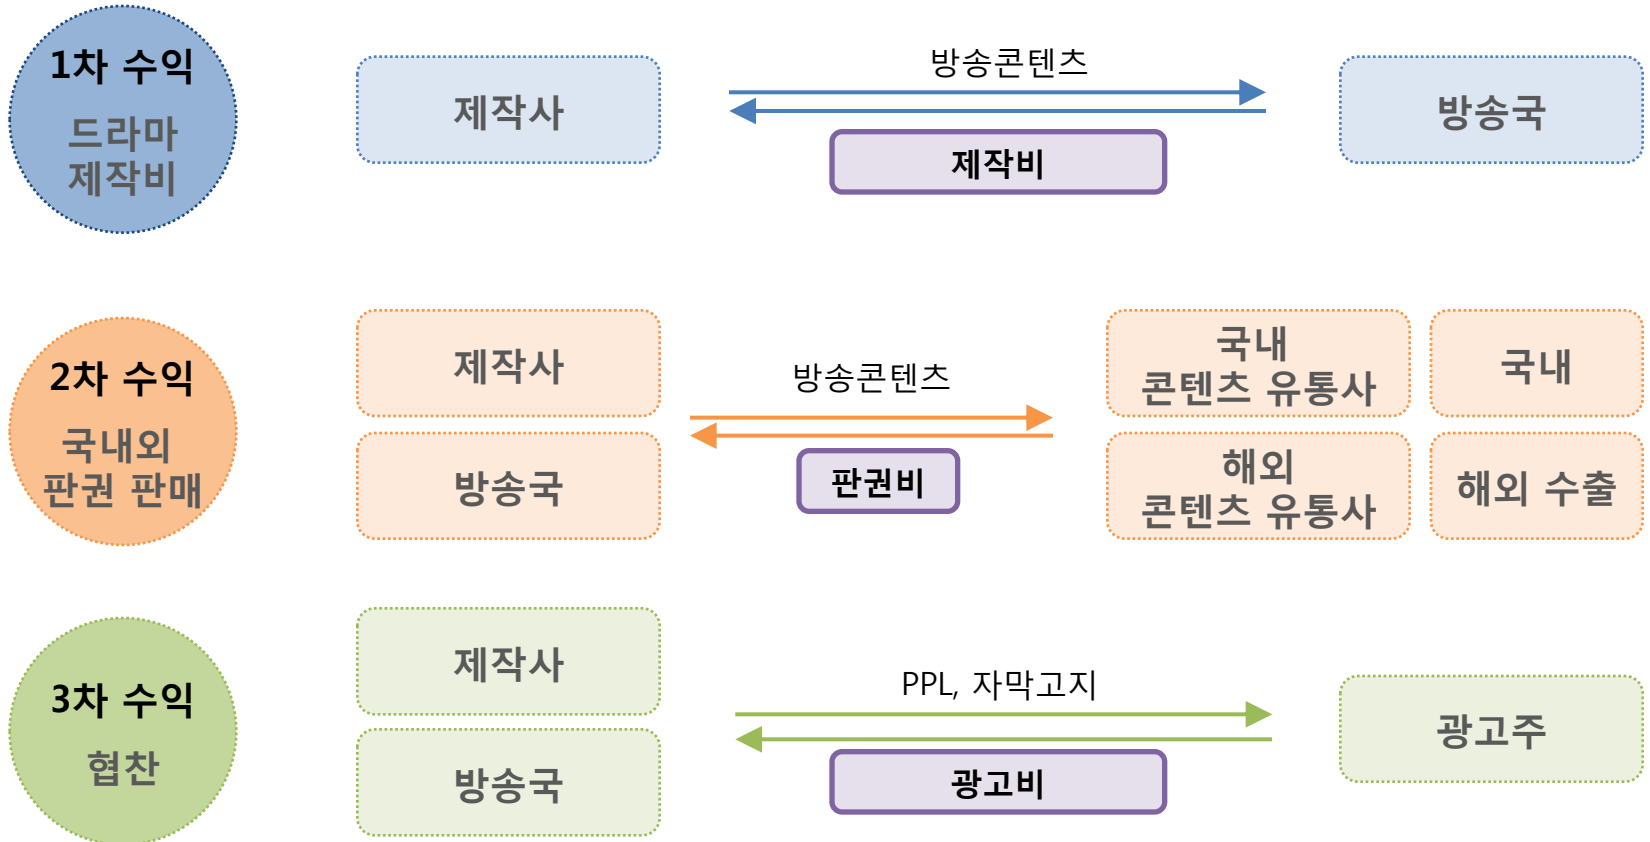 1차 수익
드라마
제작비
제작사
방송콘텐츠
제작비
방송국
2차 수익
국내외
판권 판매
제작사
방송국
방송콘텐츠
판권비
국내
콘텐츠 유통사
국내
해외
콘텐츠 유통사
해외 수출
3차 수익
협찬
제작사
방송국
PPL, 자막고지
광고비
광고주